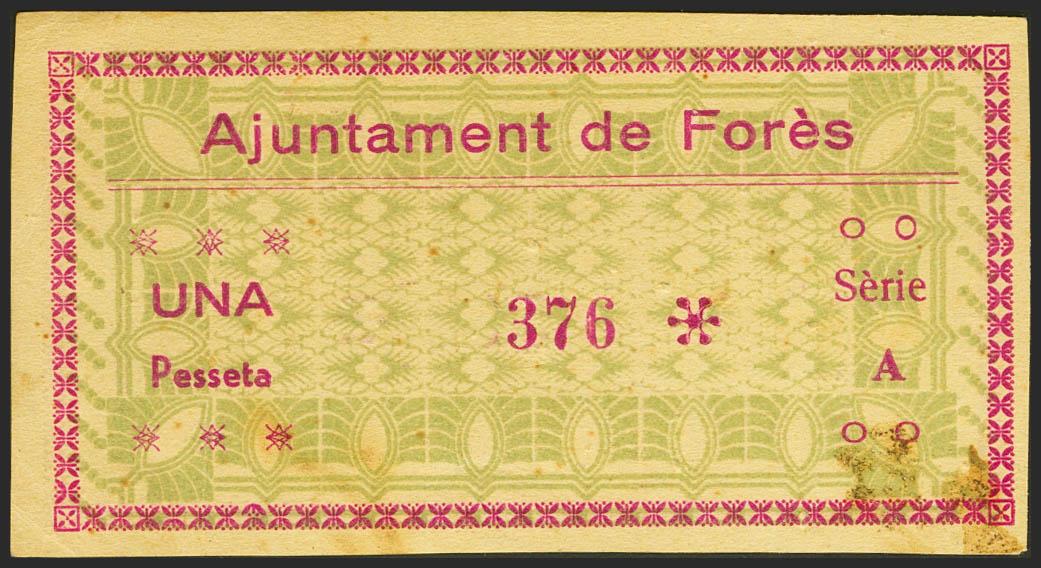 Ajuntament de Forès
UNA
Pesseta
376
Sèrie
A